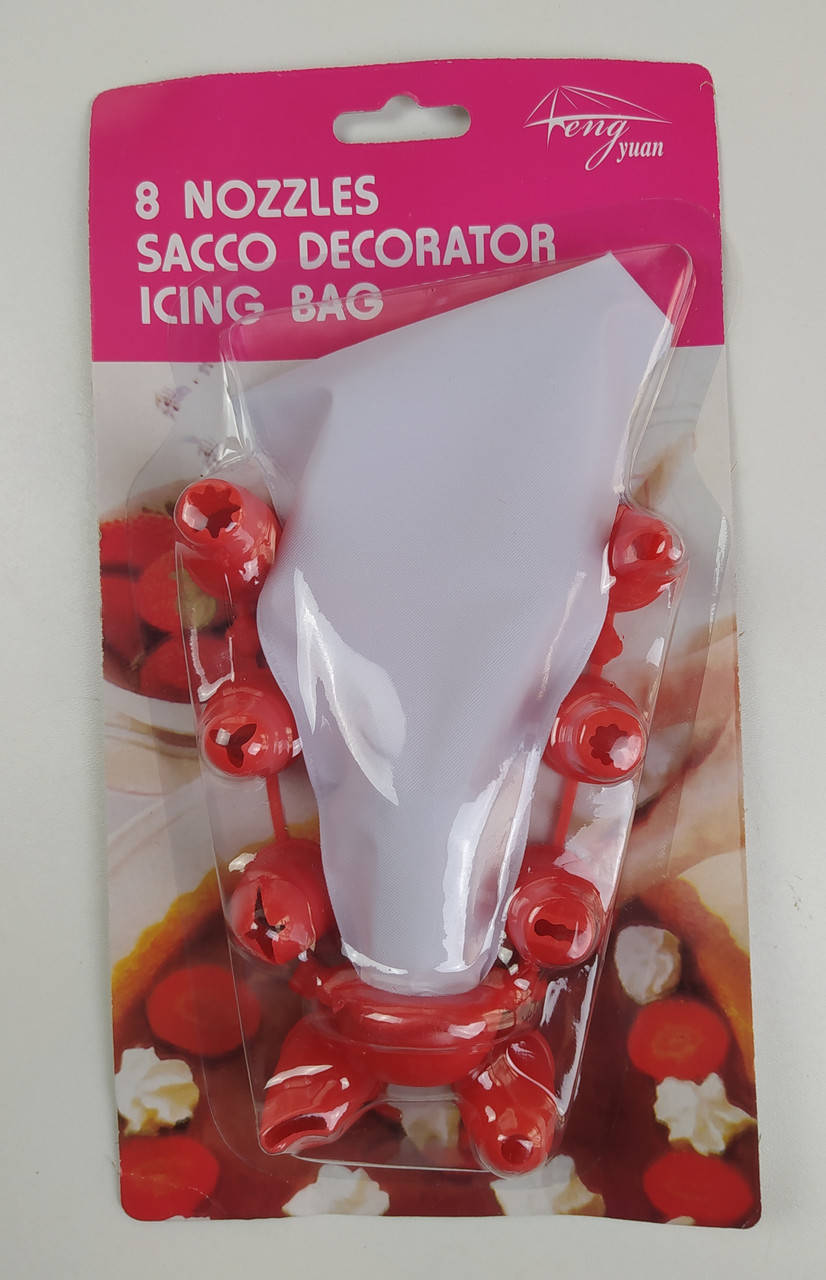 Feng
yuan
8 NOZZLES
SACCO DECORATOR
ICING BAG